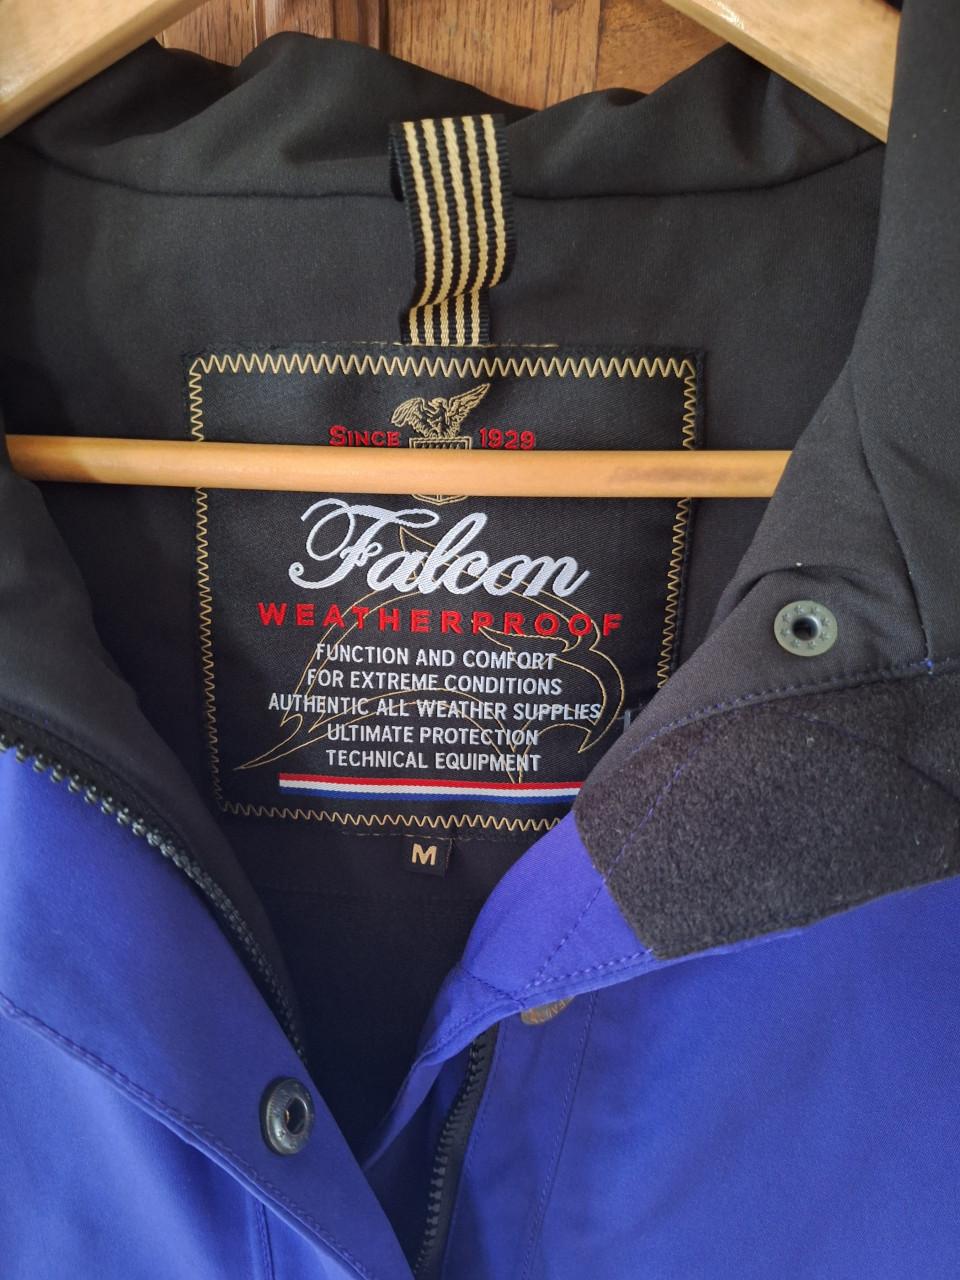 SINCE 1929
Falcon
WEATHERPROOF
FUNCTION AND COMFORT
FOR EXTREME CONDITIONS
AUTHENTIC ALL WEATHER SUPPLIES
ULTIMATE PROTECTION
TECHNICAL EQUIPMENT
M